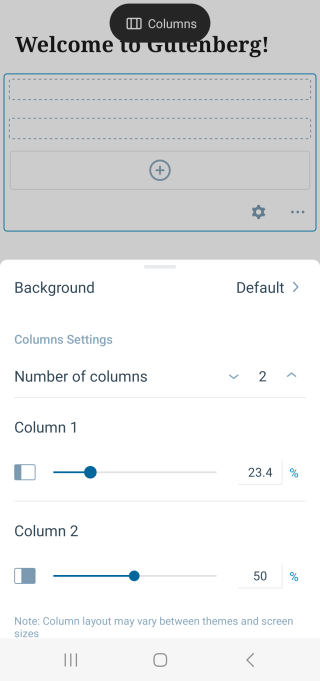 Columns
Welcome to Gutenberg!
Background Default
Columns Settings
Number of columns 2
Column 1
23.4 %
Column 2
50 %
Note: Column layout may vary between themes and screen
sizes